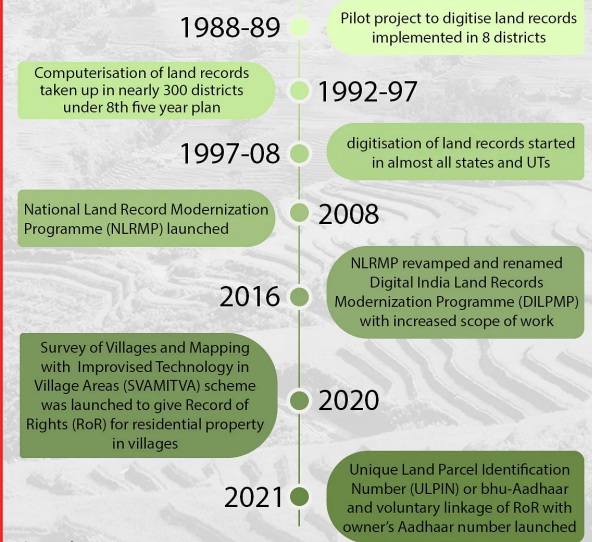 1988-89
Pilot project to digitise land records
implemented in 8 districts
Computerisation of land records
taken up in nearly 300 districts
under 8th five year plan
1992-97
1997-08
digitisation of land records started
in almost all states and UTs
National Land Record Modernization
Programme (NLRMP) launched
2008
2016
NLRMP revamped and renamed
Digital India Land Records
Modernization Programme (DILPMP)
with increased scope of work
Survey of Villages and Mapping
with Improvised Technology in
Village Areas (SVAMITVA) scheme
was launched to give Record of
Rights (RoR) for residential property
in villages
2020
2021
Unique Land Parcel Identification
Number (ULPIN) or bhu-Aadhaar
and voluntary linkage of RoR with
owner's Aadhaar number launched